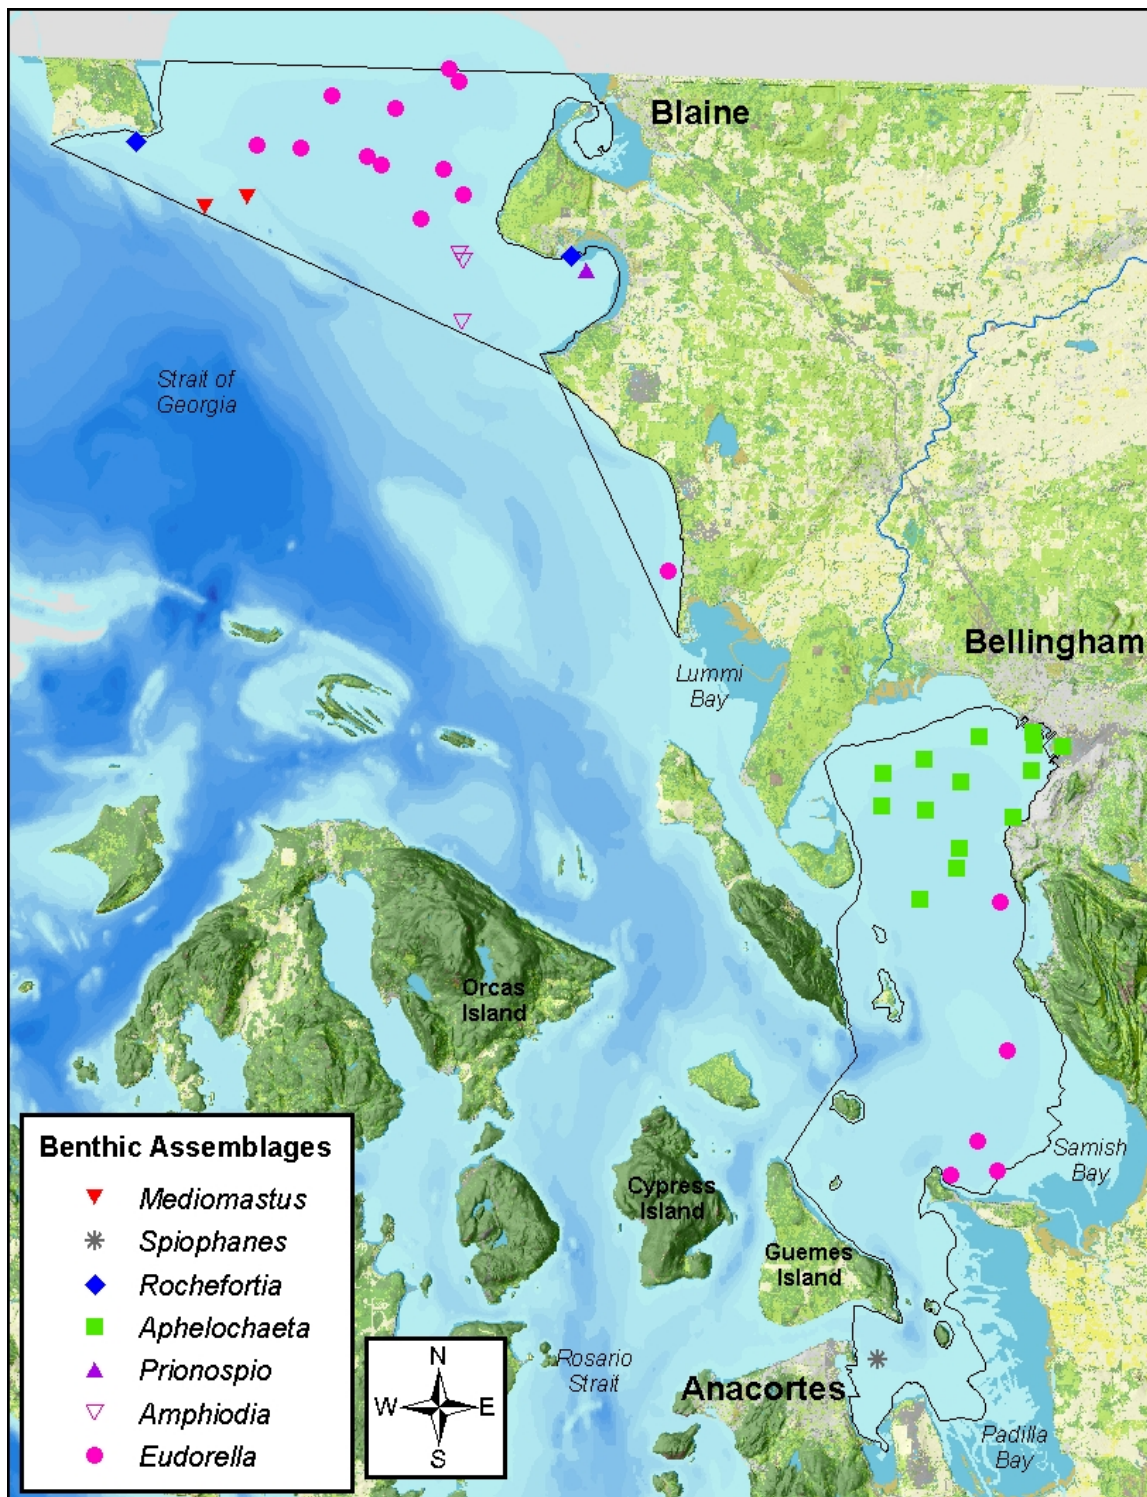 Blaine
Strait of
Georgia
Bellingham
Lummi
Bay
Orcas
Island
Samish
Bay
Cypress
Island
Guemes
Island
Rosario
Strait
Anacortes
Padilla
Bay
Benthic Assemblages
Mediomastus
Spiophanes
Rochefortia
Aphelochaeta
Prionospio
Amphiodia
Eudorella
N
W E
S